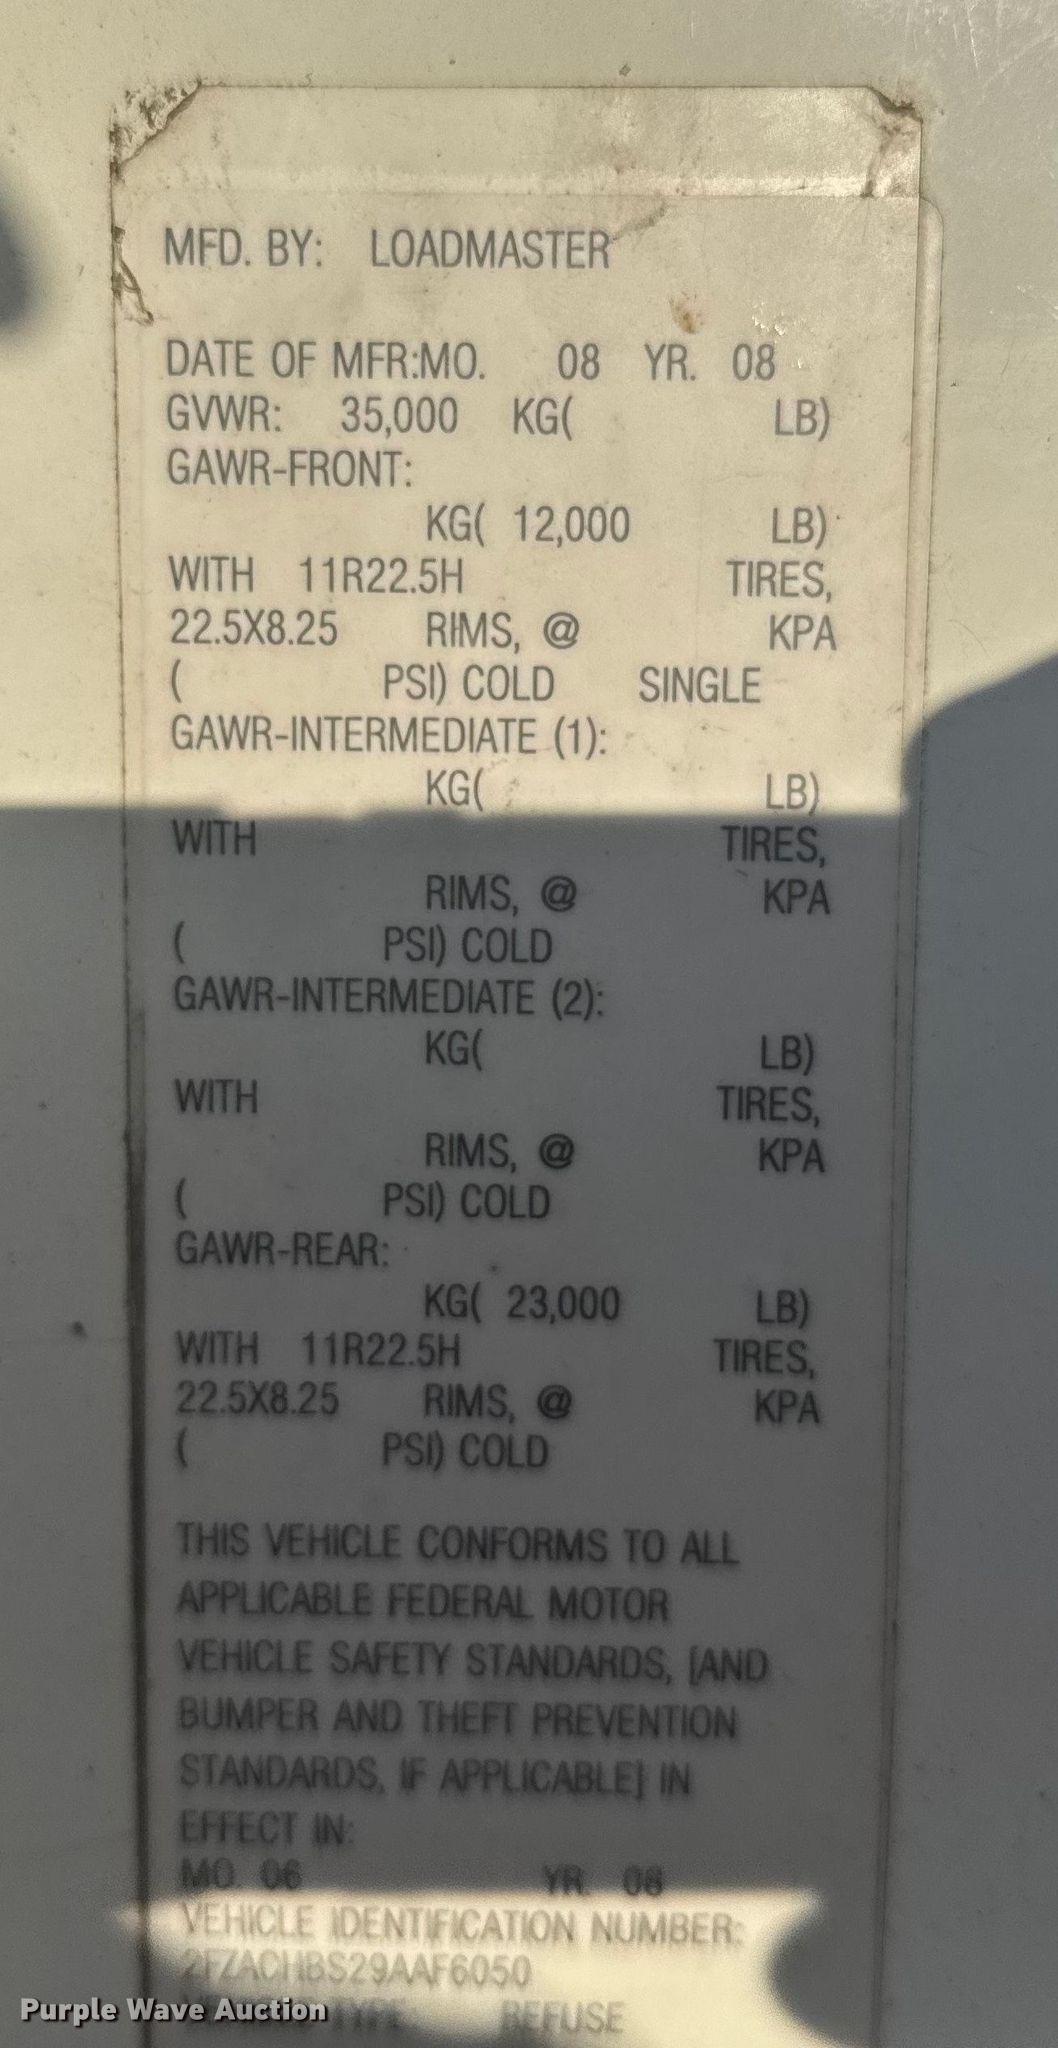 MFD. BY: LOADMASTER
DATE OF MFR:MO. 08 YR. 08
GVWR: 35,000 KG( LB)
GAWR-FRONT:
KG( 12,000 LB)
WITH 11R22.5H TIRES,
22.5X8.25 RIMS, @ KPA
( PSI) COLD SINGLE
GAWR-INTERMEDIATE (1):
KG( LB)
WITH TIRES,
RIMS, @ KPA
( PSI) COLD
GAWR-INTERMEDIATE (2):
KG( LB)
WITH TIRES,
RIMS, @ KPA
( PSI) COLD
GAWR-REAR:
KG( 23,000 LB)
WITH 11R22.5H TIRES,
22.5X8.25 RIMS, @ KPA
( PSI) COLD
THIS VEHICLE CONFORMS TO ALL
APPLICABLE FEDERAL MOTOR
VEHICLE SAFETY STANDARDS, [AND
BUMPER AND THEFT PREVENTION
STANDARDS, IF APPLICABLE] IN
EFFECT IN:
MO. 06 YR. 08
VEHICLE IDENTIFICATION NUMBER:
2FZACHBS29AAF6050
TYPE: REFUSE
Purple Wave Auction